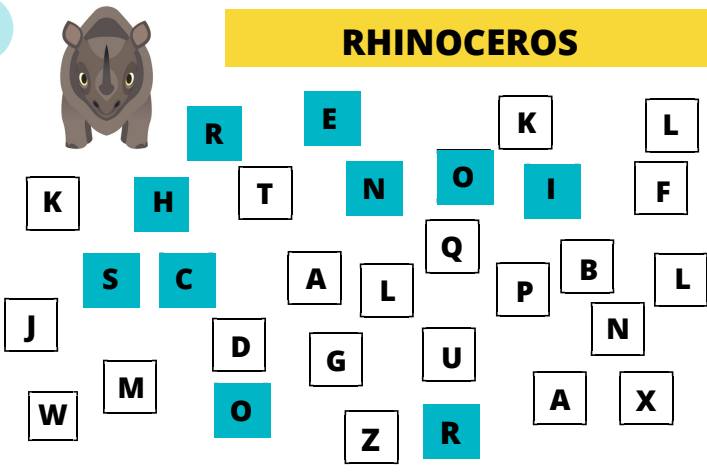 RHINOCEROS
R E K L
K H T N O I F
S C A L Q P B L
J D G U N
W M O Z R A X